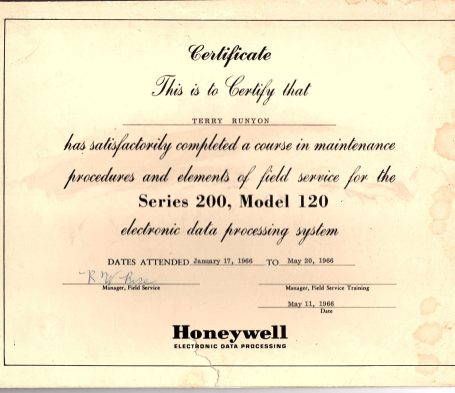 Certificate
This is to Certify that
TERRY RUNYON
has satisfactorily completed a course in maintenance
procedures and elements of field service for the
Series 200, Model 120
electronic data processing system
DATES ATTENDED January 17, 1966 TO May 20, 1966
Manager, Field Service
Manager, Field Service Training
May 11, 1966
Date
Honeywell
ELECTRONIC DATA PROCESSING